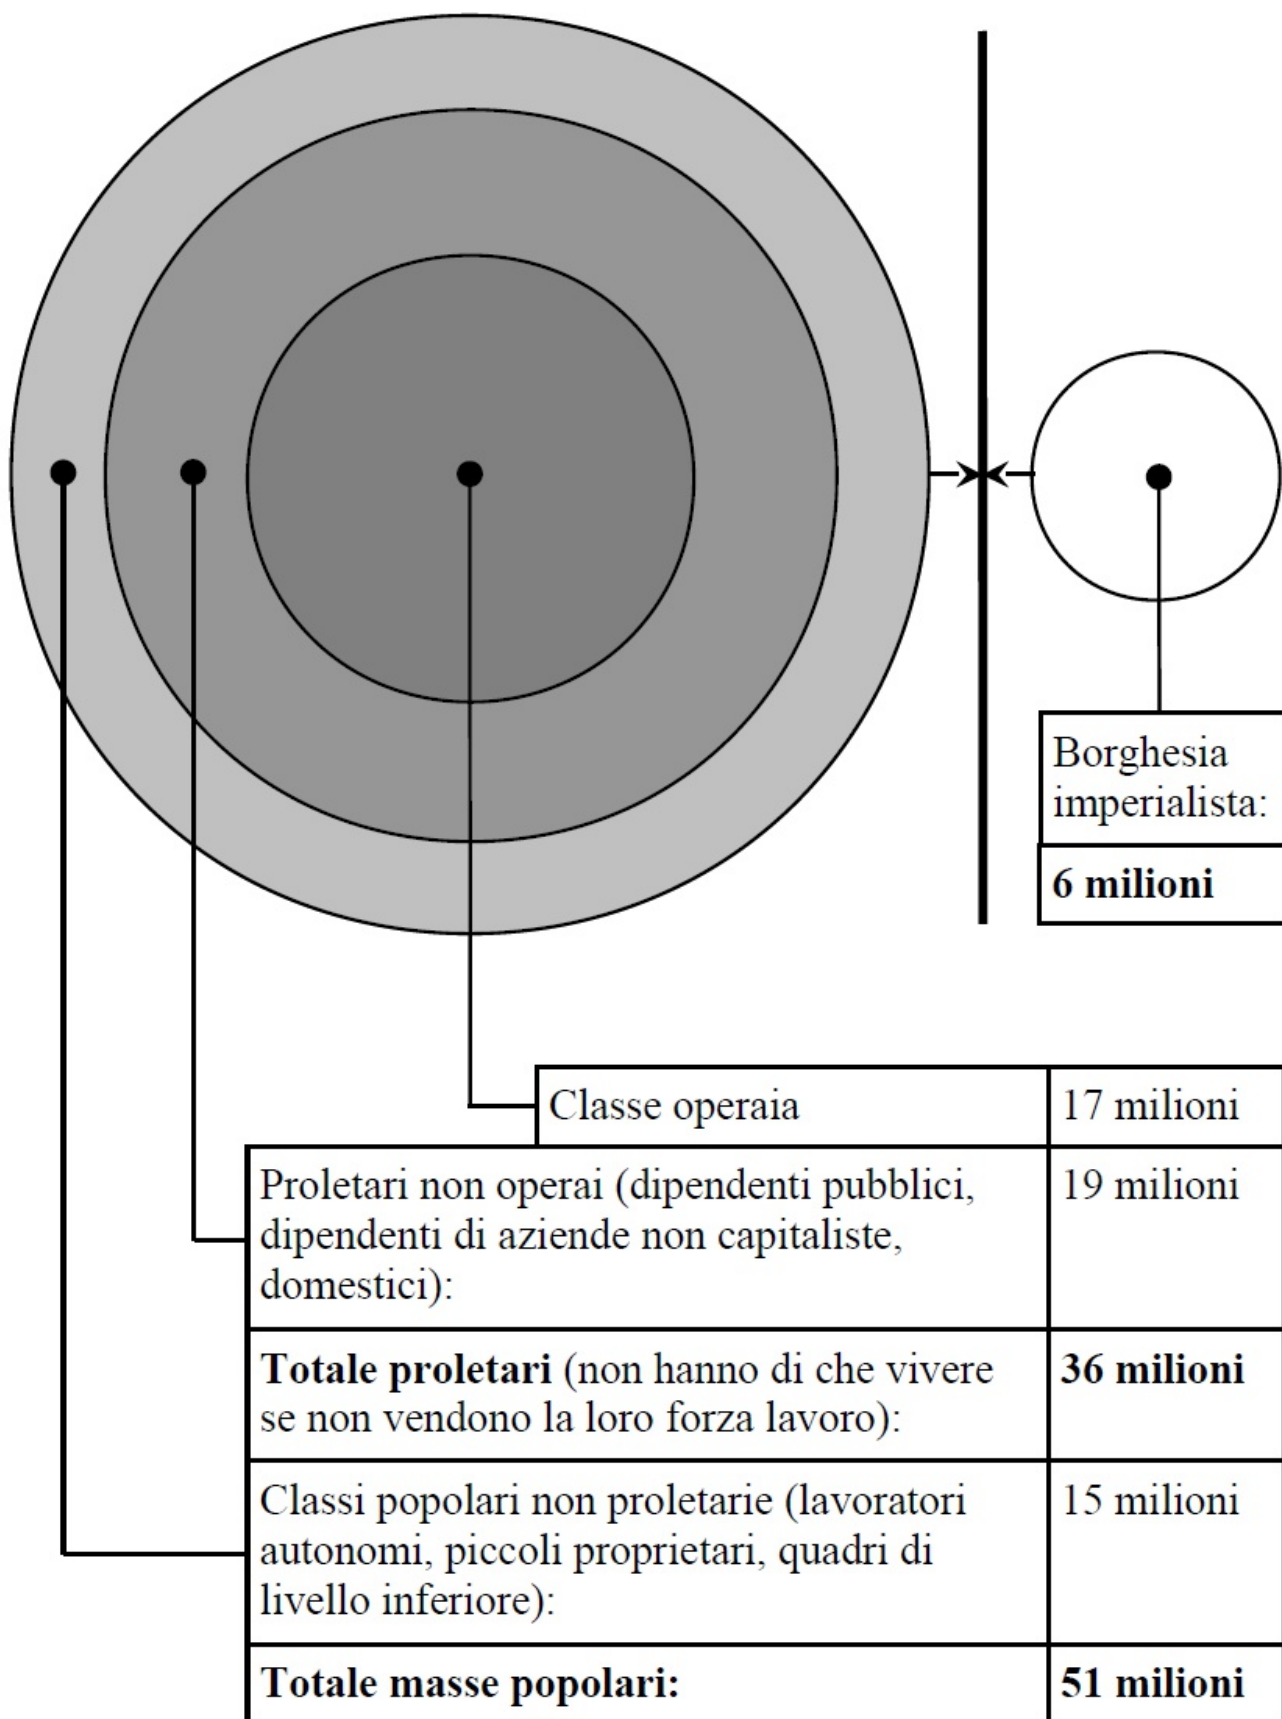 Borghesia
imperialista:
6 milioni
Classe operaia 17 milioni
Proletari non operai (dipendenti pubblici, 19 milioni
dipendenti di aziende non capitaliste,
domestici):
Totale proletari (non hanno di che vivere 36 milioni
se non vendono la loro forza lavoro):
Classi popolari non proletarie (lavoratori 15 milioni
autonomi, piccoli proprietari, quadri di
livello inferiore):
Totale masse popolari: 51 milioni